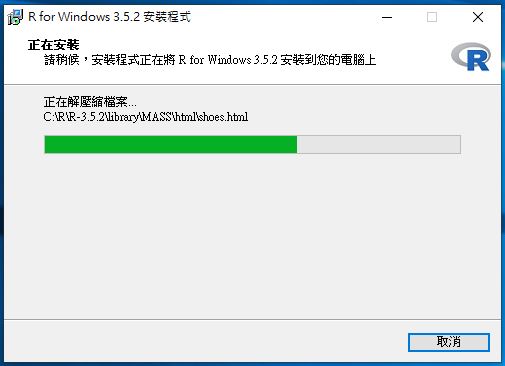 R for Windows 3.5.2 安裝程式
正在安裝
請稍候，安裝程式正在將 R for Windows 3.5.2 安裝到您的電腦上
R
正在解壓縮檔案...
C:\R\R-3.5.2\library\MASS\html\shoes.html
取消